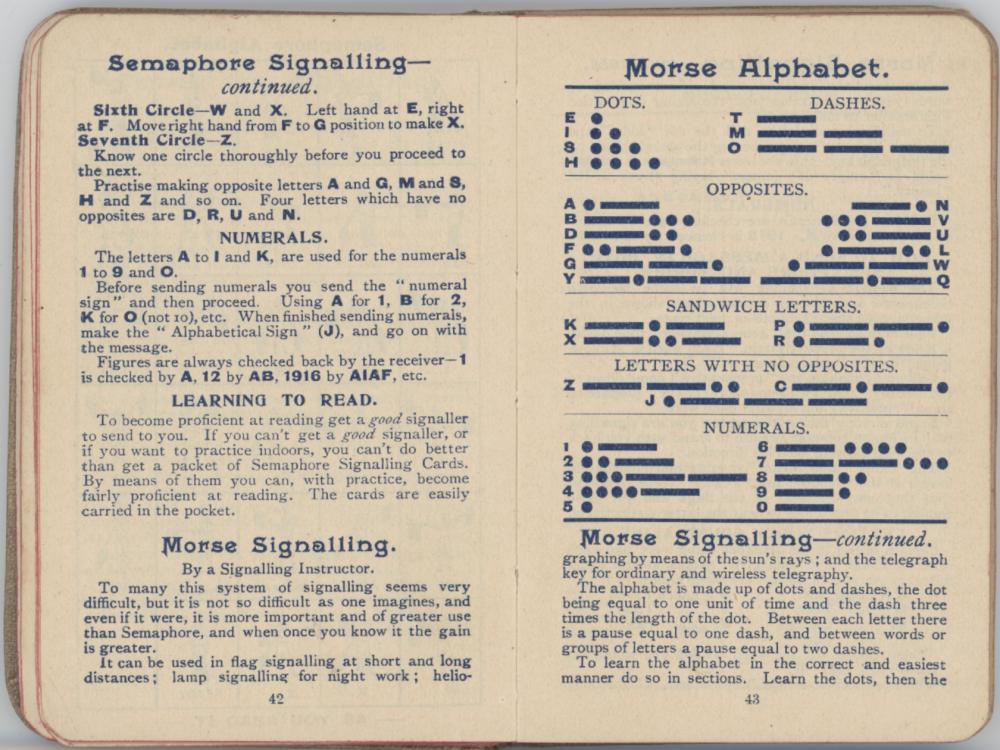 Semaphore Signalling—
continued.
Sixth Circle—W and X. Left hand at E, right
at F. Move right hand from F to G position to make X.
Seventh Circle—Z.
Know one circle thoroughly before you proceed to
the next.
Practise making opposite letters A and G, M and S,
H and Z and so on. Four letters which have no
opposites are D, R, U and N.
NUMERALS.
The letters A to I and K, are used for the numerals
1 to 9 and O.
Before sending numerals you send the “ numeral
sign ” and then proceed. Using A for 1, B for 2,
K for O (not 10), etc. When finished sending numerals,
make the “ Alphabetical Sign ” (J), and go on with
the message.
Figures are always checked back by the receiver—1
is checked by A, 12 by AB, 1916 by AIAF, etc.
LEARNING TO READ.
To become proficient at reading get a good signaller
to send to you. If you can't get a good signaller, or
if you want to practice indoors, you can't do better
than get a packet of Semaphore Signalling Cards.
By means of them you can, with practice, become
fairly proficient at reading. The cards are easily
carried in the pocket.
Morse Signalling.
By a Signalling Instructor.
To many this system of signalling seems very
difficult, but it is not so difficult as one imagines, and
even if it were, it is more important and of greater use
than Semaphore, and when once you know it the gain
is greater.
It can be used in flag signalling at short and long
distances; lamp signalling for night work; helio-
42
Morse Alphabet.
DOTS. DASHES.
E T
I M
S O
H
OPPOSITES.
A N
B V
D U
F L
G W
Y Q
SANDWICH LETTERS.
K P
X R
LETTERS WITH NO OPPOSITES.
Z C
J
NUMERALS.
1 6
2 7
3 8
4 9
5 0
Morse Signalling—continued.
graphing by means of the sun's rays; and the telegraph
key for ordinary and wireless telegraphy.
The alphabet is made up of dots and dashes, the dot
being equal to one unit of time and the dash three
times the length of the dot. Between each letter there
is a pause equal to one dash, and between words or
groups of letters a pause equal to two dashes.
To learn the alphabet in the correct and easiest
manner do so in sections. Learn the dots, then the
43